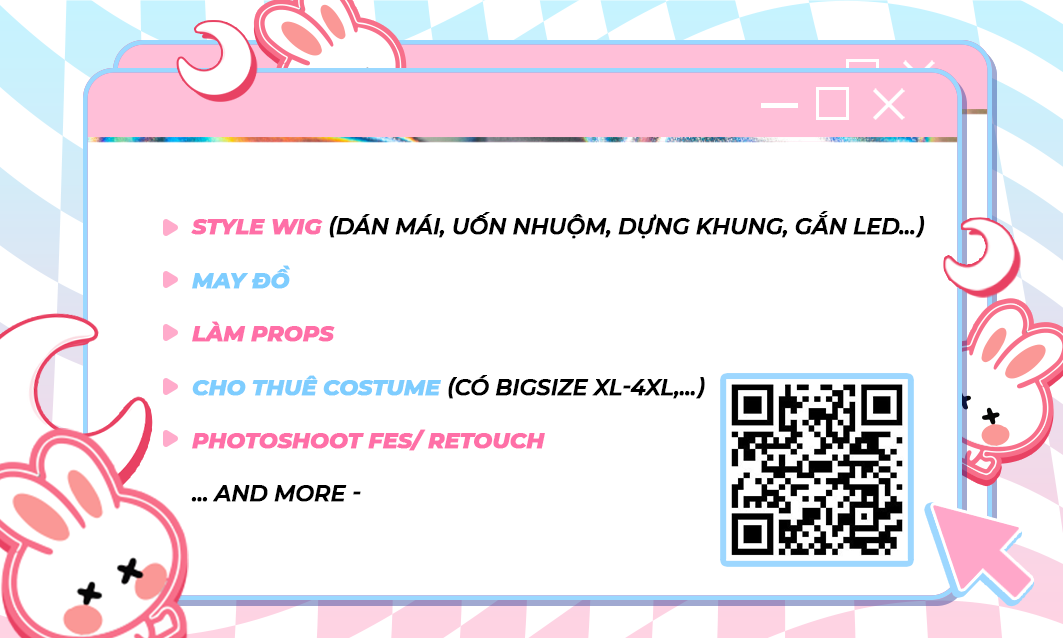 STYLE WIG (DÁN MÁI, UỐN NHUỘM, DỰNG KHUNG, GẮN LED...)
MAY ĐỒ
LÀM PROPS
CHO THUÊ COSTUME (CÓ BIGSIZE XL-4XL,...)
PHOTOSHOOT FES/ RETOUCH
... AND MORE -